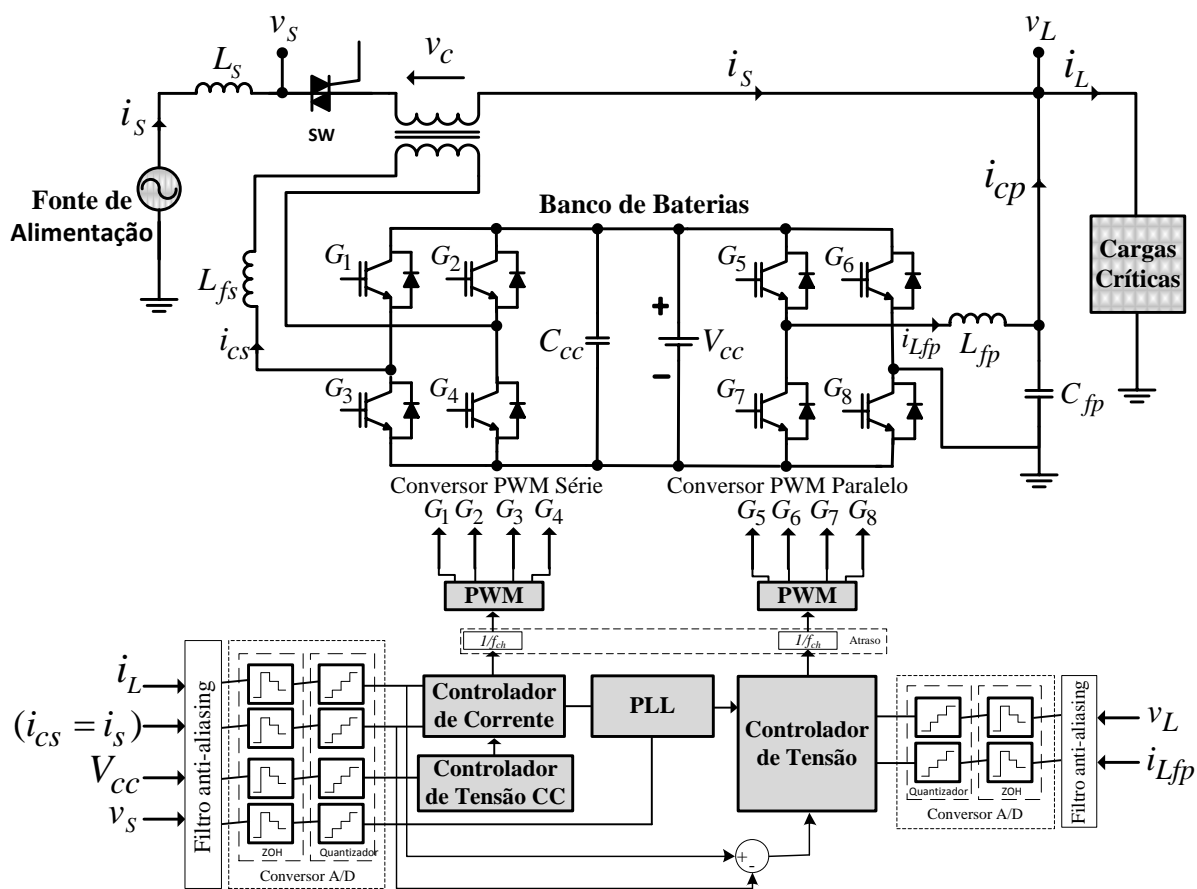 v_S
v_L
L_s
v_c
i_S
i_L
SW
i_S
Fonte de
Alimentação
i_cp
Banco de Baterias
G_1
G_2
G_5
G_6
Cargas
Críticas
L_fs
+
i_cs
C_cc
V_cc
i_Lfp
L_fp
-
G_3
G_4
G_7
G_8
C_fp
Conversor PWM Série
Conversor PWM Paralelo
G_1 G_2 G_3 G_4
G_5 G_6 G_7 G_8
PWM
PWM
1/f_ch
1/f_ch
Atraso
i_L
(i_cs = i_s)
V_cc
v_s
Filtro anti-aliasing
ZOH
Quantizador
Conversor A/D
Controlador
de Corrente
PLL
Controlador
de Tensão CC
Controlador
de Tensão
+
-
Quantizador
ZOH
Conversor A/D
Filtro anti-aliasing
v_L
i_Lfp